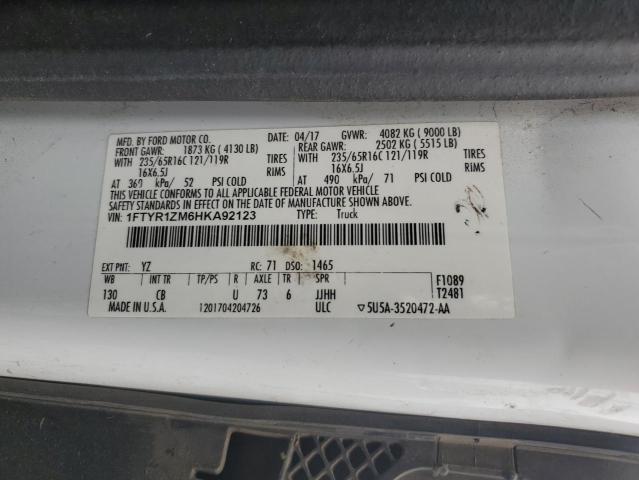 MFD. BY FORD MOTOR CO. DATE: 04/17 GVWR: 4082 KG ( 9000 LB)
FRONT GAWR: 1873 KG ( 4130 LB) REAR GAWR: 2502 KG ( 5515 LB)
WITH 235/65R16C 121/119R TIRES WITH 235/65R16C 121/119R TIRES
16X6.5J RIMS 16X6.5J RIMS
AT 360 kPa/ 52 PSI COLD AT 490 kPa/ 71 PSI COLD
THIS VEHICLE CONFORMS TO ALL APPLICABLE FEDERAL MOTOR VEHICLE
SAFETY STANDARDS IN EFFECT ON THE DATE OF MANUFACTURE SHOWN ABOVE.
VIN: 1FTYR1ZM6HKA92123 TYPE: Truck
EXT PNT: YZ RC: 71 DSO: 1465
WB INT TR TP/PS R AXLE TR SPR F1089
130 CB U 73 6 JJHH T2481
MADE IN U.S.A. 1201704204726 ULC ▽5U5A-3520472-AA